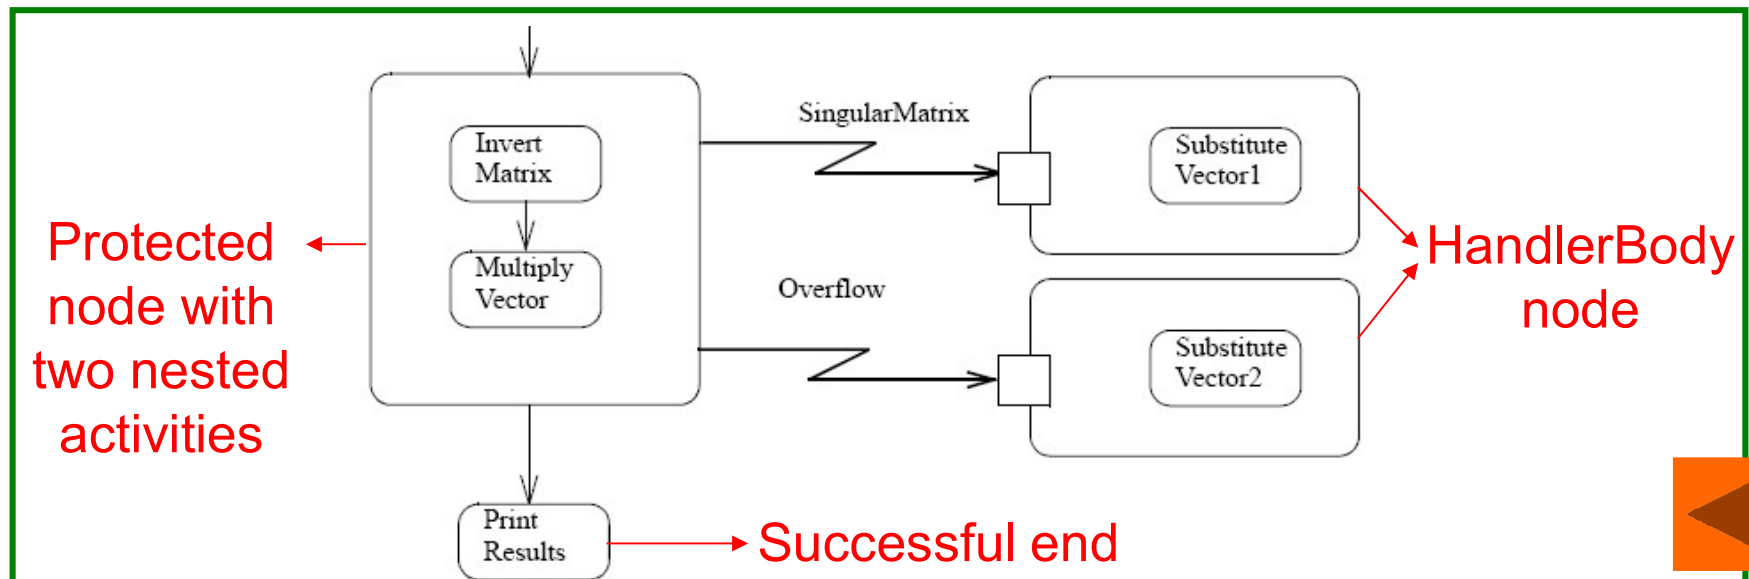 Invert
Matrix
Multiply
Vector
SingularMatrix
Overflow
Substitute
Vector1
Substitute
Vector2
Protected
node with
two nested
activities
HandlerBody
node
Print
Results
Successful end